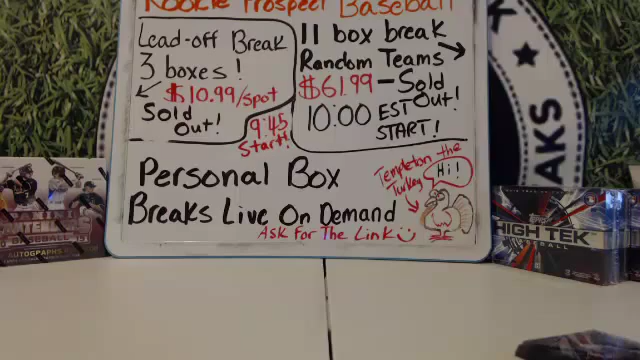 Rookie Prospect Baseball
Lead-off Break
3 boxes!
$10.99/spot
Sold
Out!
9:45
Start!
11 box break
Random Teams
$61.99 - Sold
Out!
10:00 EST
START!
Personal Box
Breaks Live On Demand
Ask For The Link
Templeton the
Turkey
Hi!
AUTOGRAPHS
topps
HIGH TEK
BASEBALL
AKS